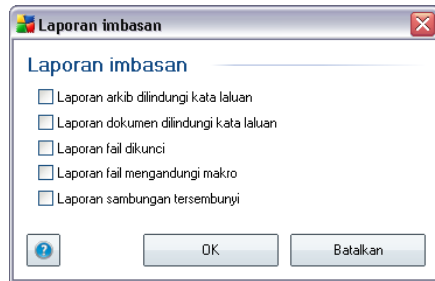 Laporan imbasan
Laporan imbasan
Laporan arkib dilindungi kata laluan
Laporan dokumen dilindungi kata laluan
Laporan fail dikunci
Laporan fail mengandungi makro
Laporan sambungan tersembunyi
? OK Batalkan